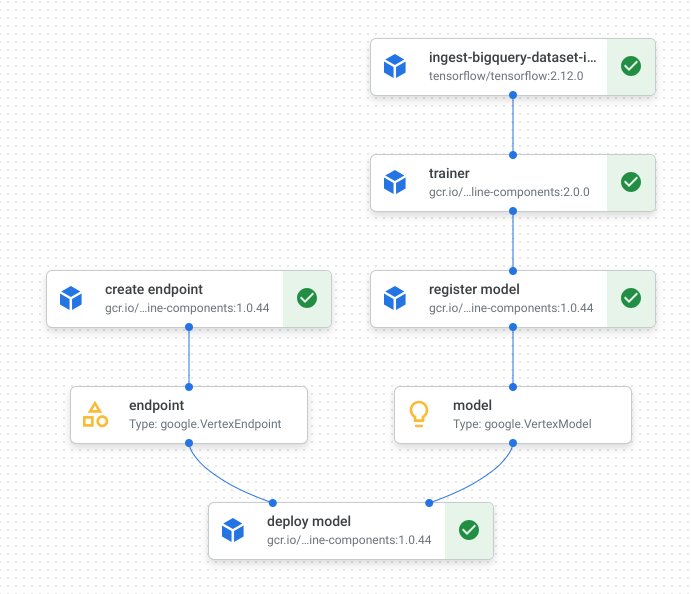 ingest-bigquery-dataset-i...
tensorflow/tensorflow:2.12.0
trainer
gcr.io/...line-components:2.0.0
create endpoint
gcr.io/...ine-components:1.0.44
register model
gcr.io/...ine-components:1.0.44
endpoint
Type: google.VertexEndpoint
model
Type: google.VertexModel
deploy model
gcr.io/...ine-components:1.0.44